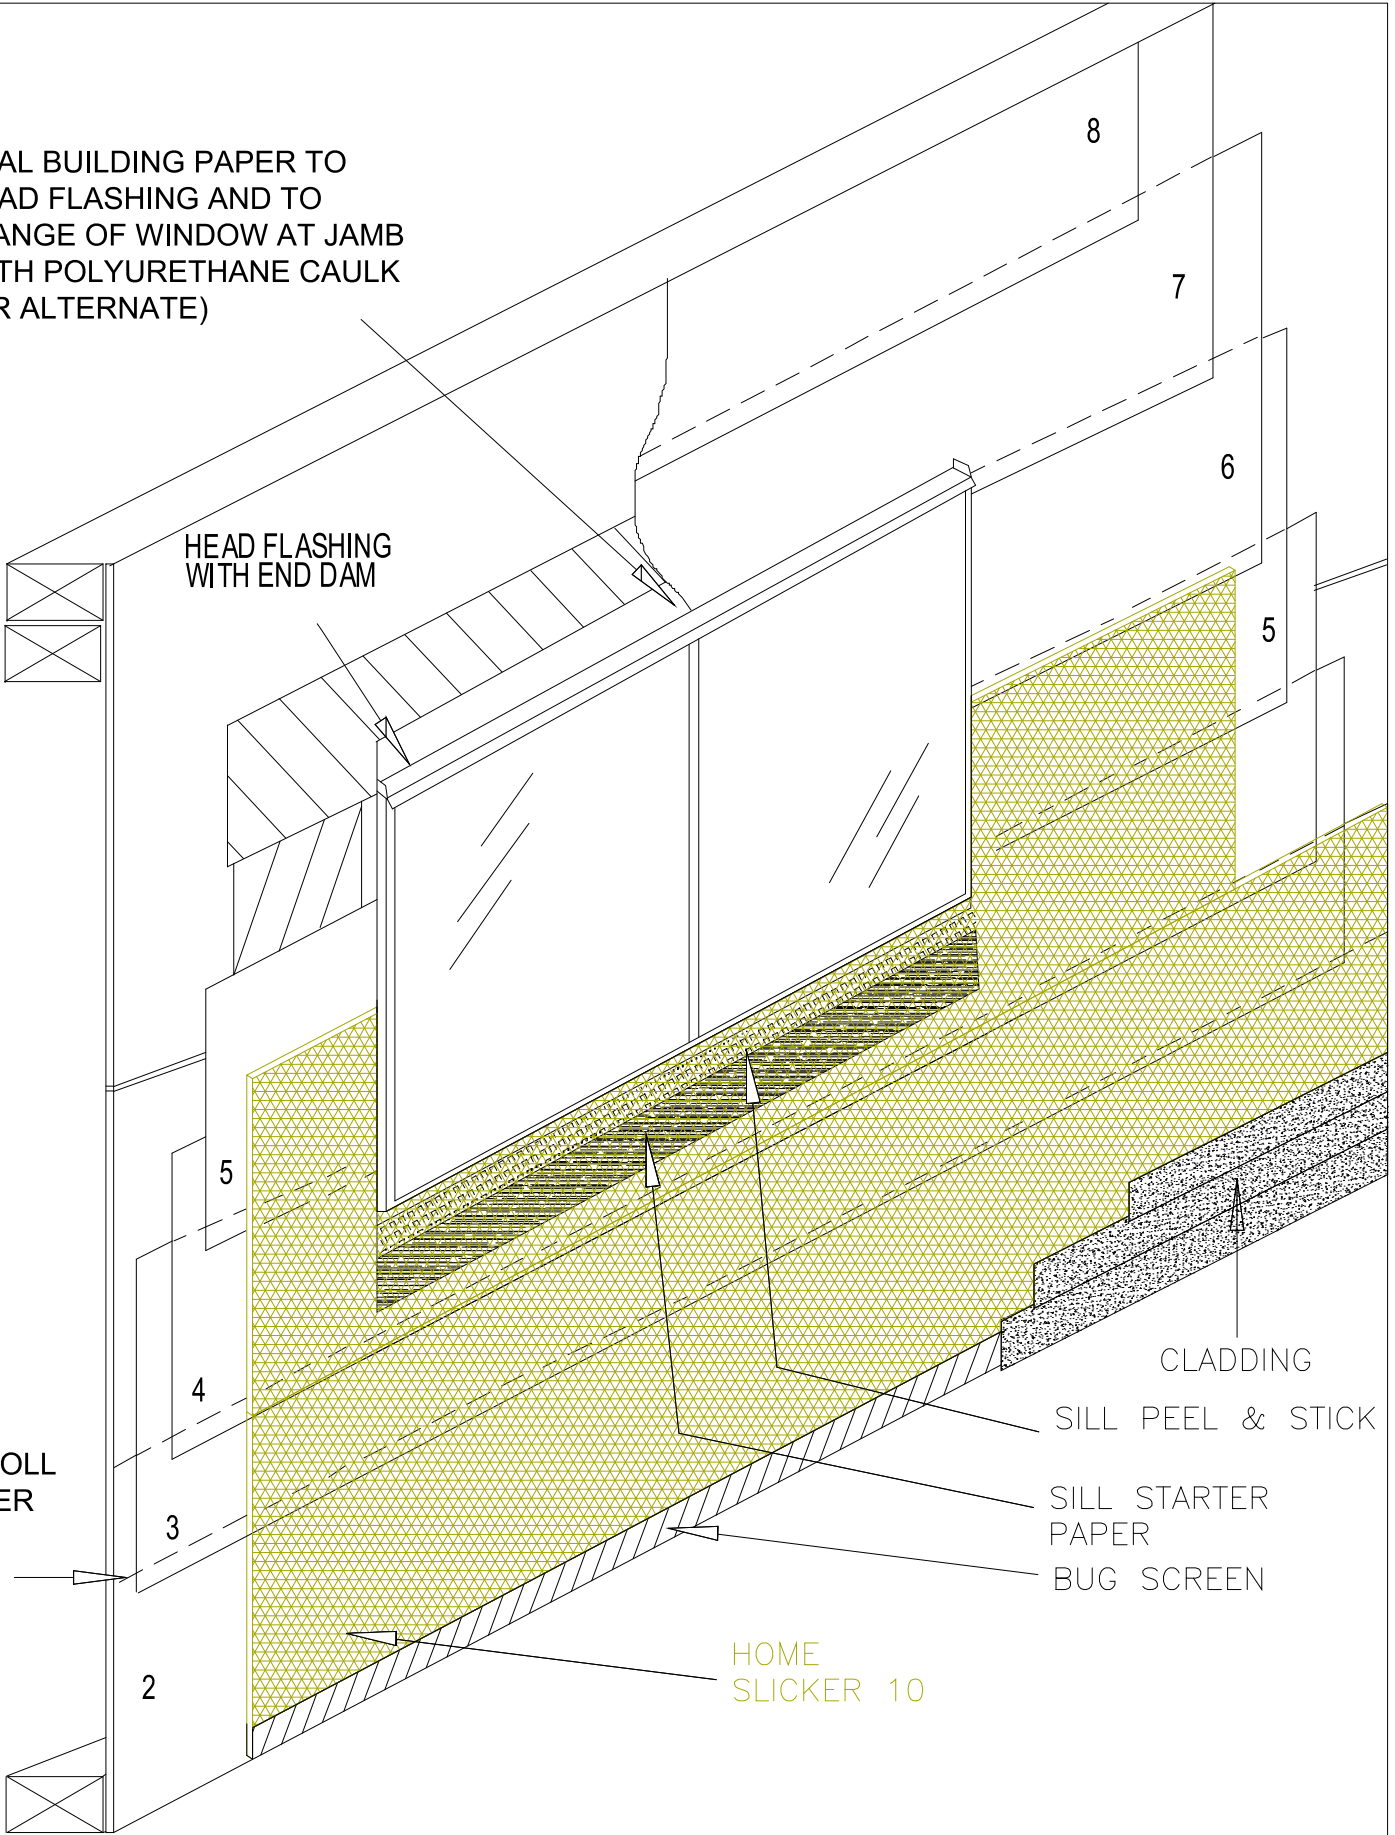 AL BUILDING PAPER TO
AD FLASHING AND TO
ANGE OF WINDOW AT JAMB
TH POLYURETHANE CAULK
R ALTERNATE)
8
7
6
HEAD FLASHING
WITH END DAM
5
5
4
CLADDING
SILL PEEL & STICK
OLL
ER
3
SILL STARTER
PAPER
BUG SCREEN
2
HOME
SLICKER 10